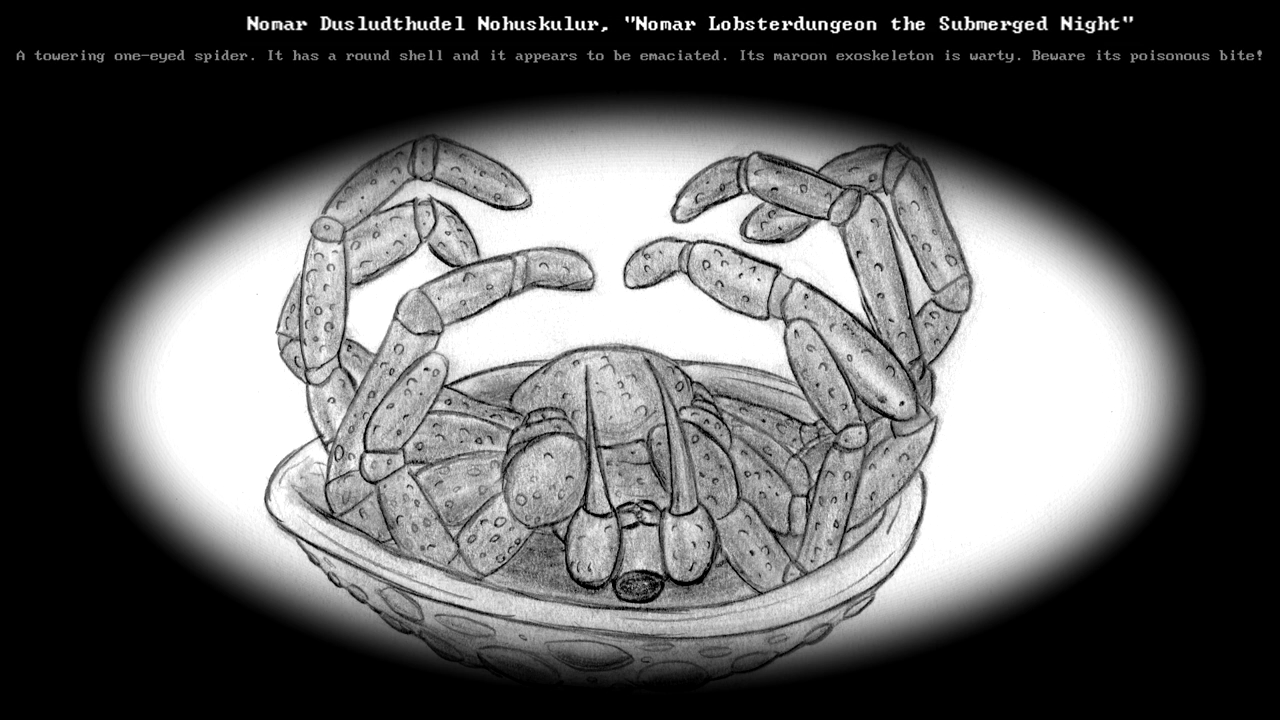 Nomar Dusludthudel Nohuskulur, "Nomar Lobsterdungeon the Submerged Night"
A towering one-eyed spider. It has a round shell and it appears to be emaciated. Its maroon exoskeleton is warty. Beware its poisonous bite!